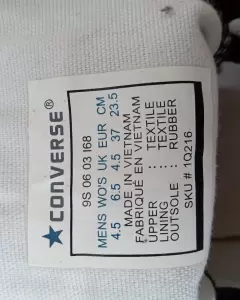 CONVERSE®
9S 06 03 I68
MENS WO'S UK EUR CM
4.5 6.5 4.5 37 23.5
MADE IN VIETNAM
FABRIQUE EN VIETNAM
UPPER : TEXTILE
LINING : TEXTILE
OUTSOLE : RUBBER
SKU # 1Q216